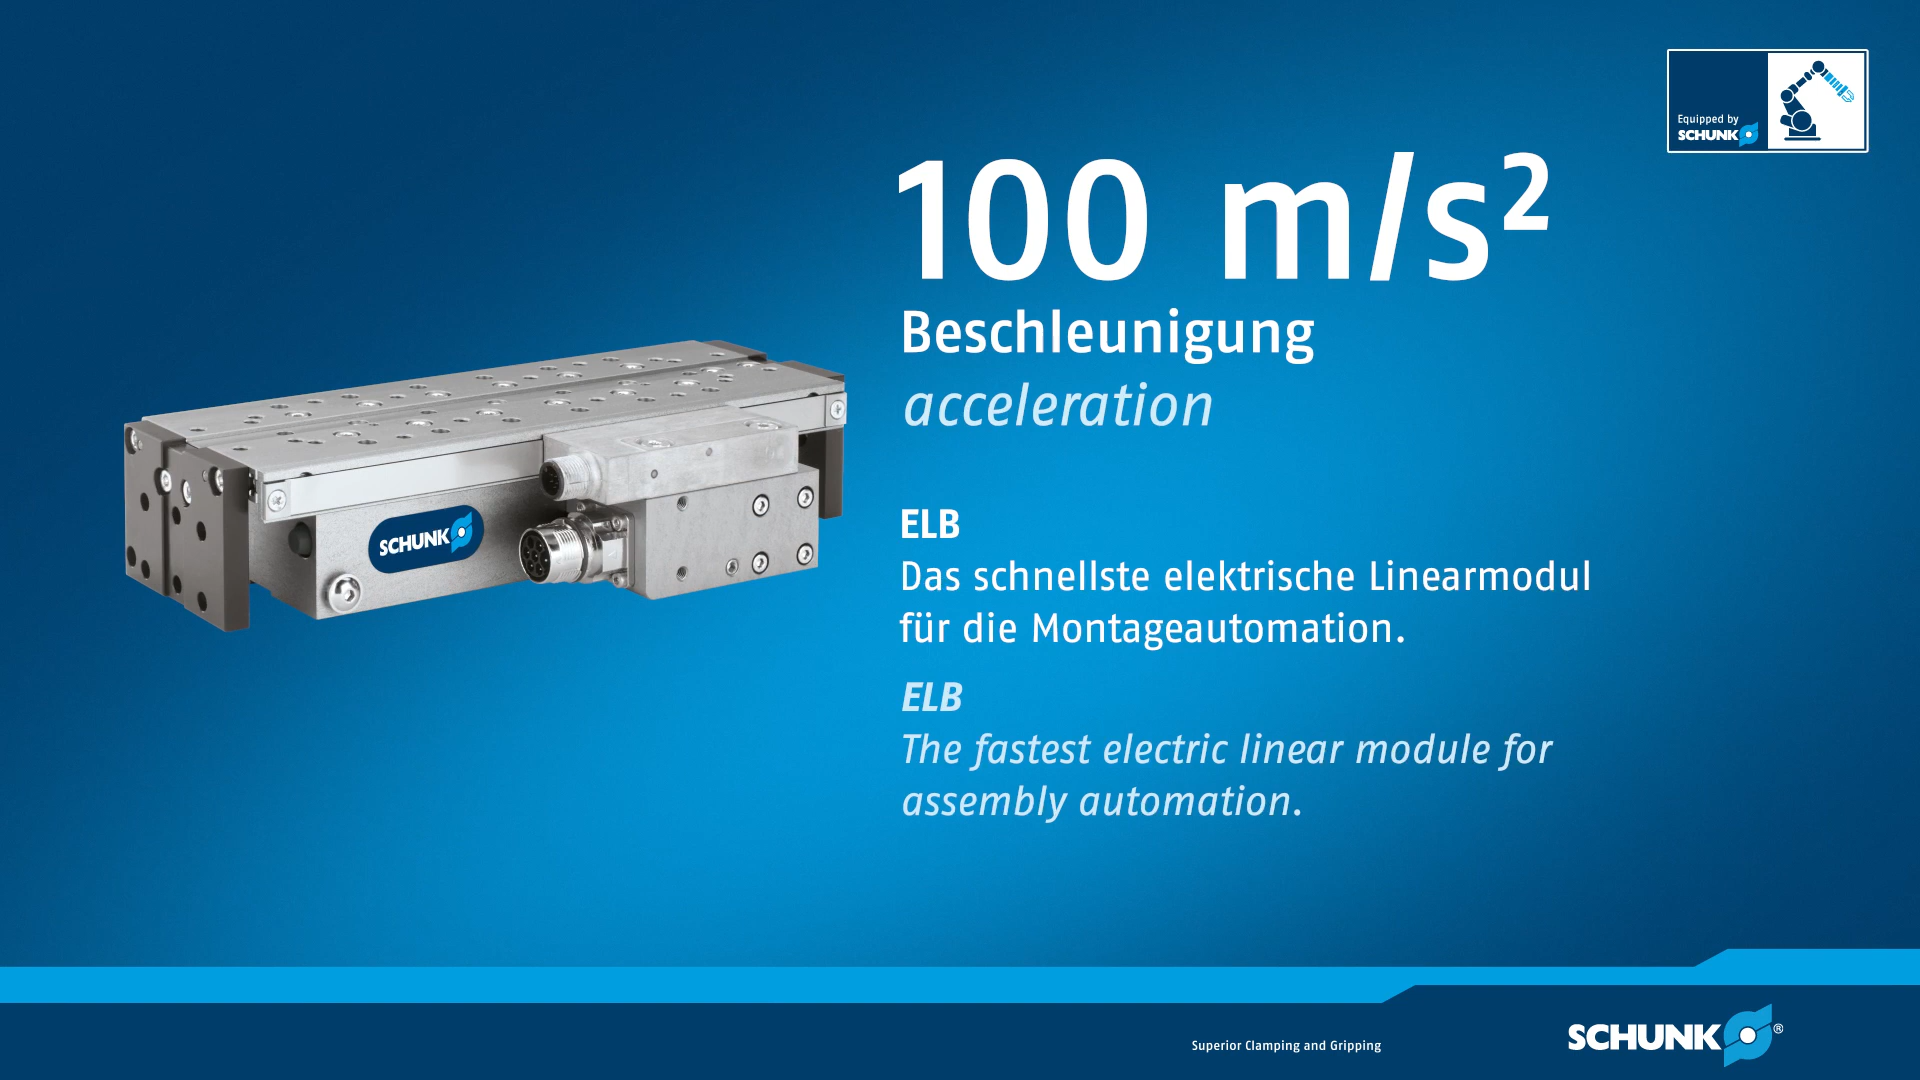 Equipped by
SCHUNK
100 m/s²
Beschleunigung
acceleration
SCHUNK
ELB
Das schnellste elektrische Linearmodul
für die Montageautomation.
ELB
The fastest electric linear module for
assembly automation.
Superior Clamping and Gripping
SCHUNK®